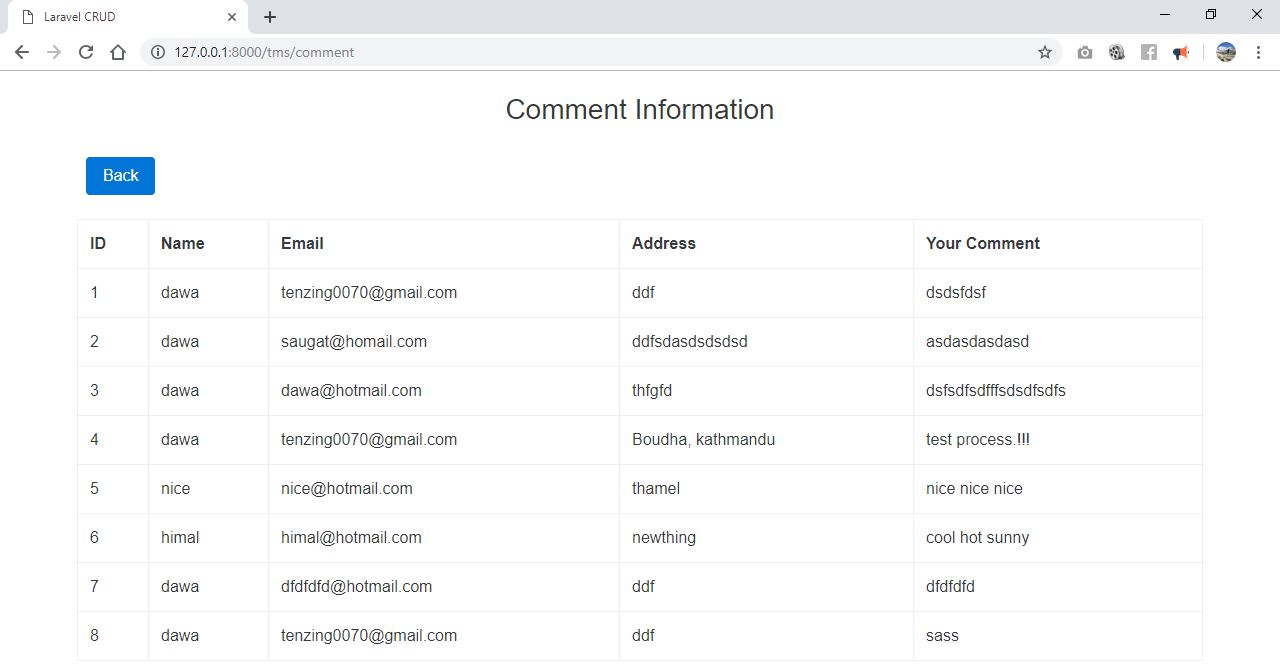 Laravel CRUD
127.0.0.1:8000/tms/comment
Comment Information
Back
ID Name Email Address Your Comment
1 dawa tenzing0070@gmail.com ddf dsdsfdsf
2 dawa saugat@homail.com ddfsdasdsdsdsd asdasdasdasd
3 dawa dawa@hotmail.com thfgfd dsfsdfsdfffsdsdfsdfs
4 dawa tenzing0070@gmail.com Boudha, kathmandu test process.!!!
5 nice nice@hotmail.com thamel nice nice nice
6 himal himal@hotmail.com newthing cool hot sunny
7 dawa dfdfdfd@hotmail.com ddf dfdfdfd
8 dawa tenzing0070@gmail.com ddf sass